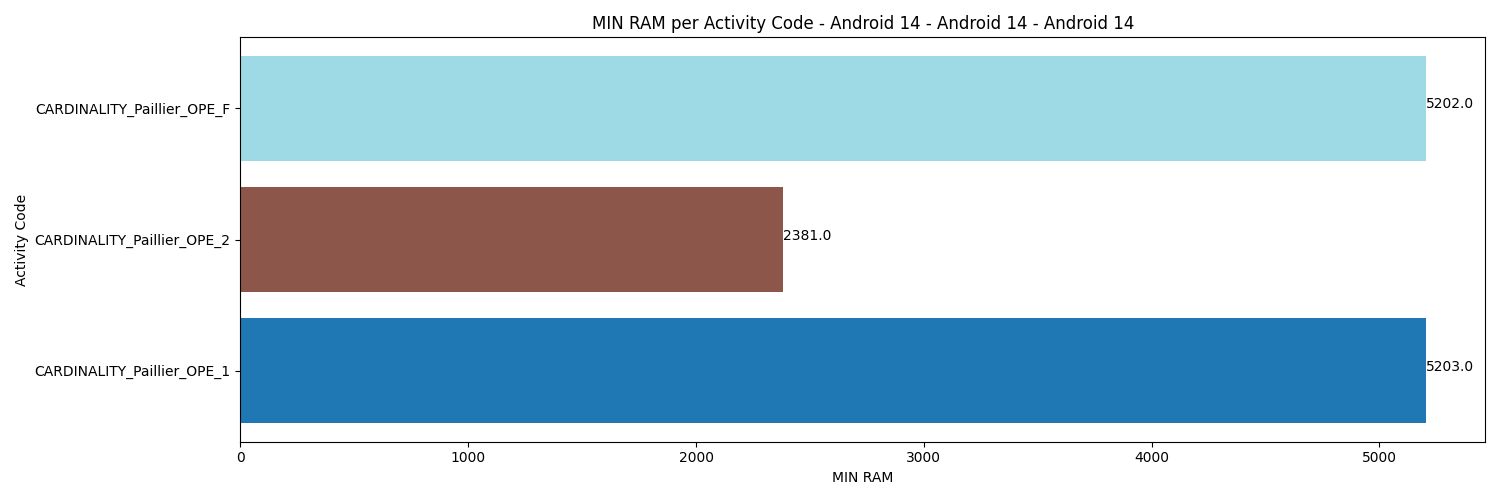 MIN RAM per Activity Code - Android 14 - Android 14 - Android 14
Activity Code
CARDINALITY_Paillier_OPE_F
5202.0
CARDINALITY_Paillier_OPE_2
2381.0
CARDINALITY_Paillier_OPE_1
5203.0
0 1000 2000 3000 4000 5000
MIN RAM